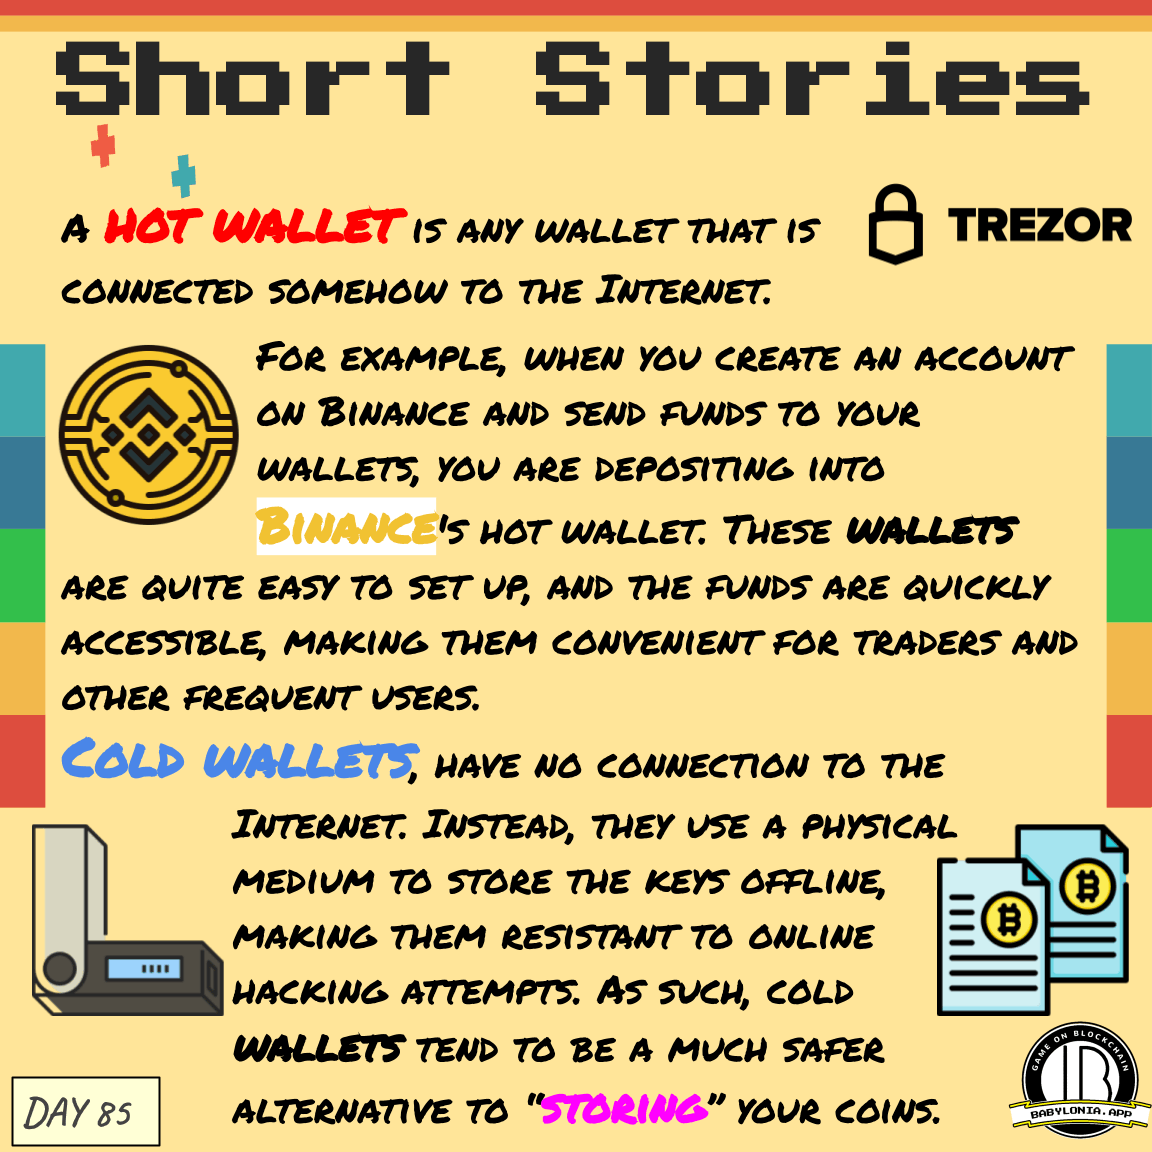 Short Stories
A HOT WALLET IS ANY WALLET THAT IS
CONNECTED SOMEHOW TO THE INTERNET.
TREZOR
FOR EXAMPLE, WHEN YOU CREATE AN ACCOUNT
ON BINANCE AND SEND FUNDS TO YOUR
WALLETS, YOU ARE DEPOSITING INTO
BINANCE'S HOT WALLET. THESE WALLETS
ARE QUITE EASY TO SET UP, AND THE FUNDS ARE QUICKLY
ACCESSIBLE, MAKING THEM CONVENIENT FOR TRADERS AND
OTHER FREQUENT USERS.
COLD WALLETS, HAVE NO CONNECTION TO THE
INTERNET. INSTEAD, THEY USE A PHYSICAL
MEDIUM TO STORE THE KEYS OFFLINE,
MAKING THEM RESISTANT TO ONLINE
HACKING ATTEMPTS. AS SUCH, COLD
WALLETS TEND TO BE A MUCH SAFER
ALTERNATIVE TO “STORING” YOUR COINS.
DAY 85
GAME ON BLOCKCHAIN
BABYLONIA.APP